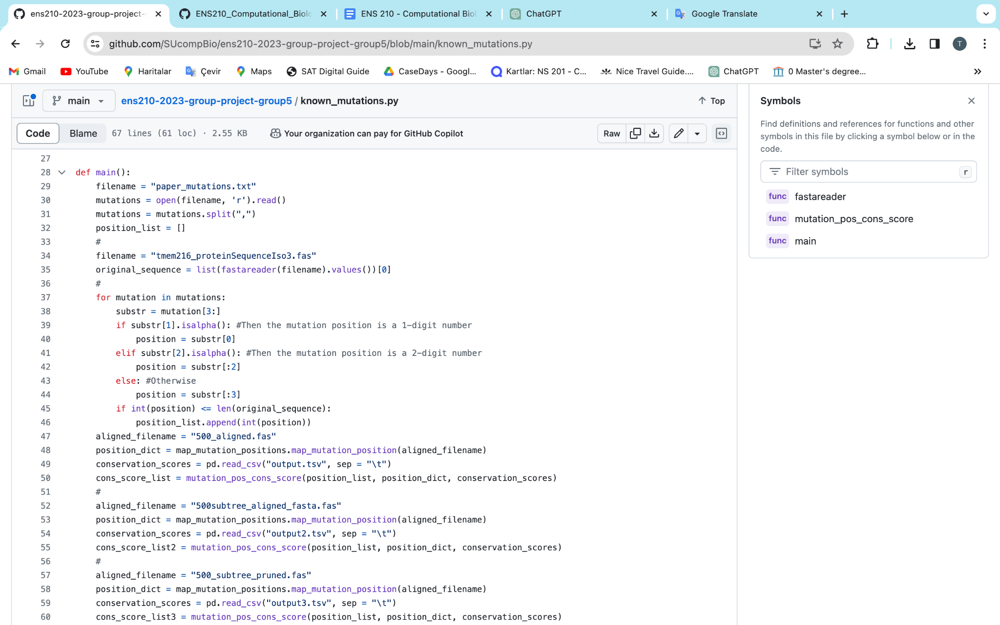 ens210-2023-group-project-
ENS210_Computational_Biolo
ENS 210 - Computational Biol
ChatGPT
Google Translate
github.com/SUcompBio/ens210-2023-group-project-group5/blob/main/known_mutations.py
T
Gmail
YouTube
Haritalar
Çevir
Maps
SAT Digital Guide
CaseDays - Googl...
Kartlar: NS 201 - C...
Nice Travel Guide....
ChatGPT
0 Master's degree...
main
ens210-2023-group-project-group5 / known_mutations.py
Top
Code
Blame
67 lines (61 loc) · 2.55 KB
Your organization can pay for GitHub Copilot
Raw
27
28 def main():
29 filename = "paper_mutations.txt"
30 mutations = open(filename, 'r').read()
31 mutations = mutations.split(",")
32 position_list = []
33 #
34 filename = "tmem216_proteinSequenceIso3.fas"
35 original_sequence = list(fastareader(filename).values())[0]
36 #
37 for mutation in mutations:
38 substr = mutation[3:]
39 if substr[1].isalpha(): #Then the mutation position is a 1-digit number
40 position = substr[0]
41 elif substr[2].isalpha(): #Then the mutation position is a 2-digit number
42 position = substr[:2]
43 else: #Otherwise
44 position = substr[:3]
45 if int(position) <= len(original_sequence):
46 position_list.append(int(position))
47 aligned_filename = "500_aligned.fas"
48 position_dict = map_mutation_positions.map_mutation_position(aligned_filename)
49 conservation_scores = pd.read_csv("output.tsv", sep = "\t")
50 cons_score_list = mutation_pos_cons_score(position_list, position_dict, conservation_scores)
51 #
52 aligned_filename = "500subtree_aligned_fasta.fas"
53 position_dict = map_mutation_positions.map_mutation_position(aligned_filename)
54 conservation_scores = pd.read_csv("output2.tsv", sep = "\t")
55 cons_score_list2 = mutation_pos_cons_score(position_list, position_dict, conservation_scores)
56 #
57 aligned_filename = "500_subtree_pruned.fas"
58 position_dict = map_mutation_positions.map_mutation_position(aligned_filename)
59 conservation_scores = pd.read_csv("output3.tsv", sep = "\t")
60 cons_score_list3 = mutation_pos_cons_score(position_list, position_dict, conservation_scores)
Symbols
Find definitions and references for functions and other
symbols in this file by clicking a symbol below or in the
code.
Filter symbols
r
func fastareader
func mutation_pos_cons_score
func main